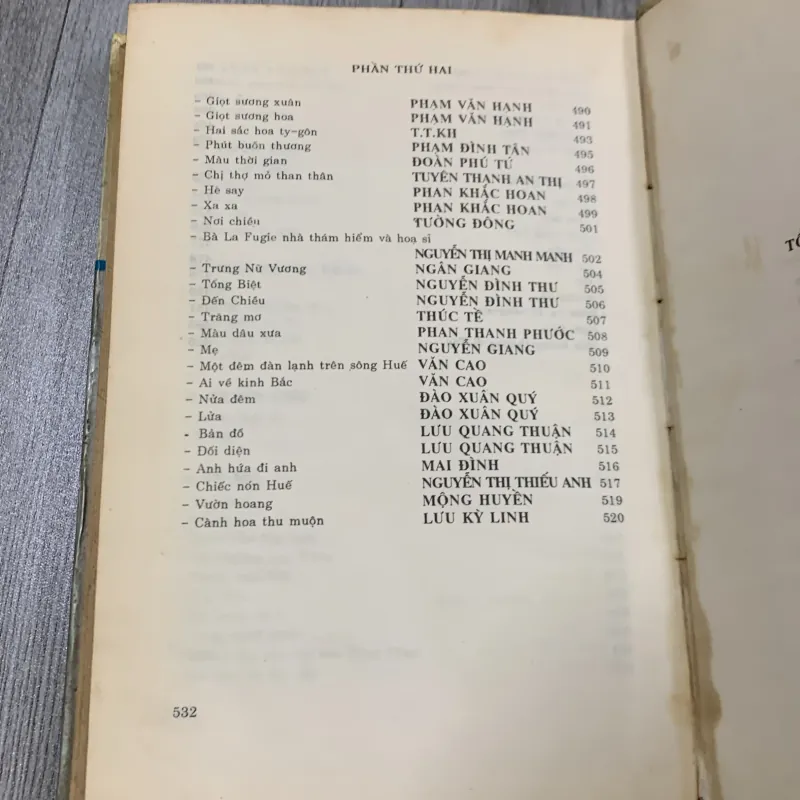 PHẦN THỨ HAI
- Giọt sương xuân PHẠM VĂN HẠNH 490
- Giọt sương hoa PHẠM VĂN HẠNH 491
- Hai sắc hoa ty-gôn T.T.KH 493
- Phút buồn thương PHẠM ĐÌNH TÂN 495
- Màu thời gian ĐOÀN PHÚ TỨ 496
- Chị thợ mỏ than thân TUYÊN THANH AN THỊ 497
- Hè say PHAN KHẮC HOAN 498
- Xa xa PHAN KHẮC HOAN 499
- Nơi chiều TƯỜNG ĐÔNG 501
- Bà La Fugie nhà thám hiểm và hoạ sĩ
NGUYỄN THỊ MANH MANH 502
- Trưng Nữ Vương NGÂN GIANG 504
- Tống Biệt NGUYỄN ĐÌNH THƯ 505
- Đến Chiều NGUYỄN ĐÌNH THƯ 506
- Trăng mơ THÚC TỀ 507
- Màu dâu xưa PHAN THANH PHƯỚC 508
- Mẹ NGUYỄN GIANG 509
- Một đêm đàn lạnh trên sông Huế VĂN CAO 510
- Ai về kinh Bắc VĂN CAO 511
- Nửa đêm ĐÀO XUÂN QUÝ 512
- Lửa ĐÀO XUÂN QUÝ 513
- Bản đồ LƯU QUANG THUẬN 514
- Đối diện LƯU QUANG THUẬN 515
- Anh hứa đi anh MAI ĐÌNH 516
- Chiếc nón Huế NGUYỄN THỊ THIẾU ANH 517
- Vườn hoang MỘNG HUYỀN 519
- Cành hoa thu muộn LƯU KỲ LINH 520
532